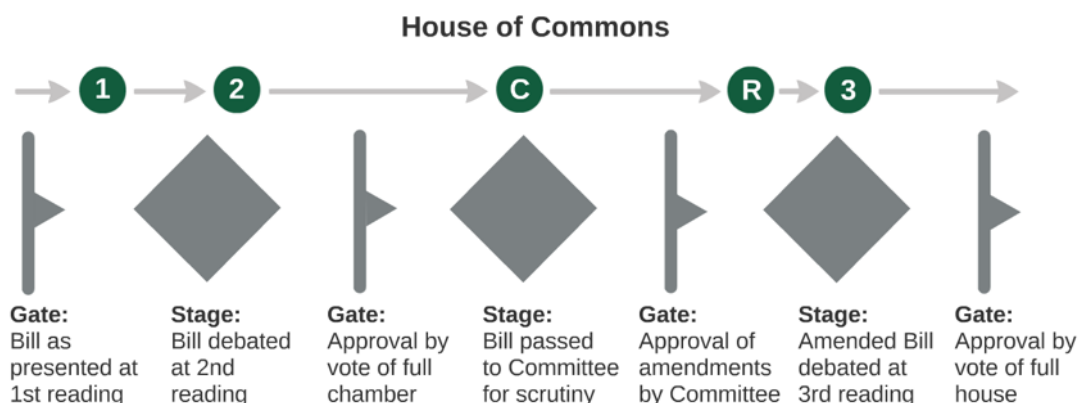 House of Commons
1
2
C
R
3
Gate:
Bill as
presented at
1st reading
Stage:
Bill debated
at 2nd
reading
Gate:
Approval by
vote of full
chamber
Stage:
Bill passed
to Committee
for scrutiny
Gate:
Approval of
amendments
by Committee
Stage:
Amended Bill
debated at
3rd reading
Gate:
Approval by
vote of full
house